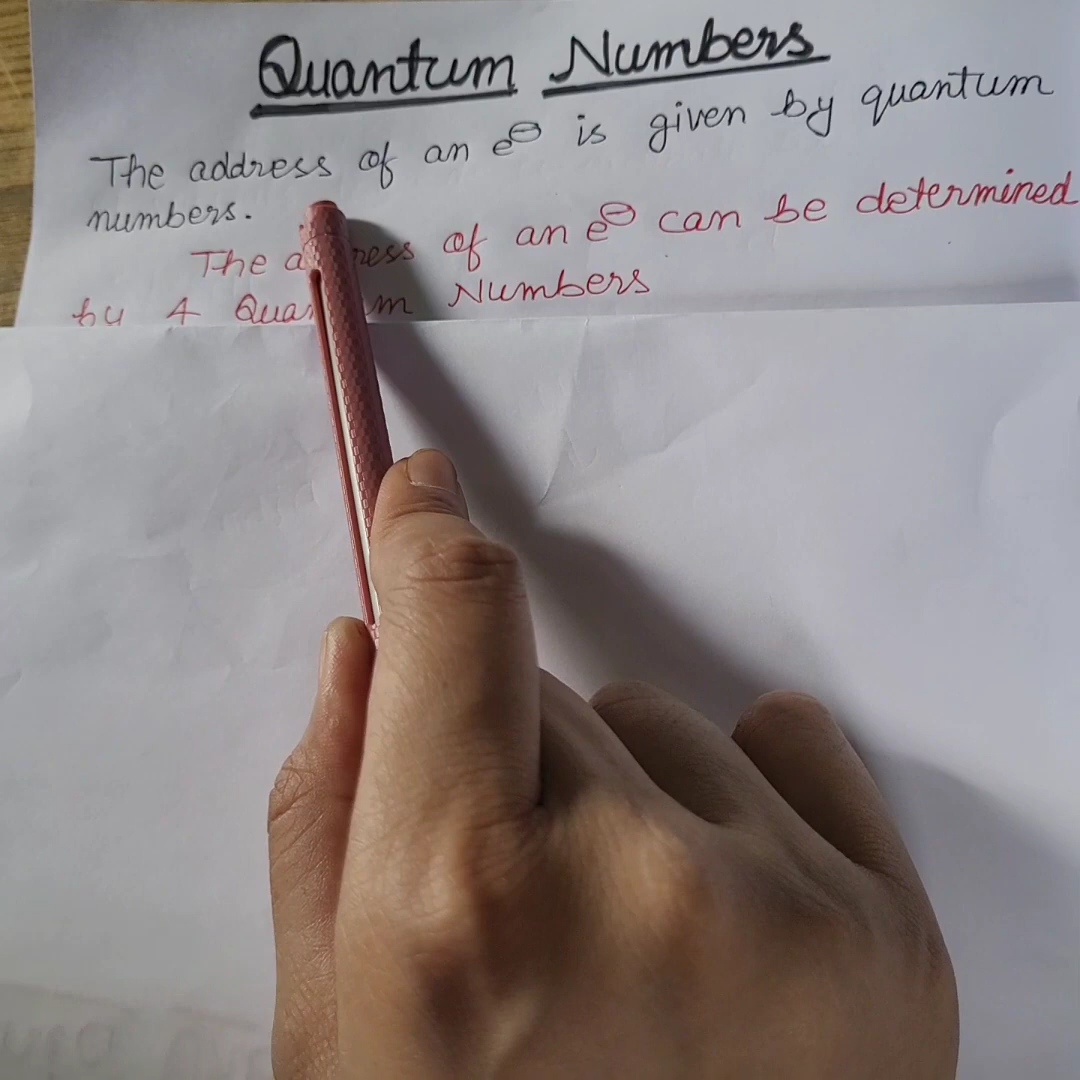 Quantum Numbers
The address of an e⊖ is given by quantum
numbers.
The of an e⊖ can be determined
by 4 Numbers